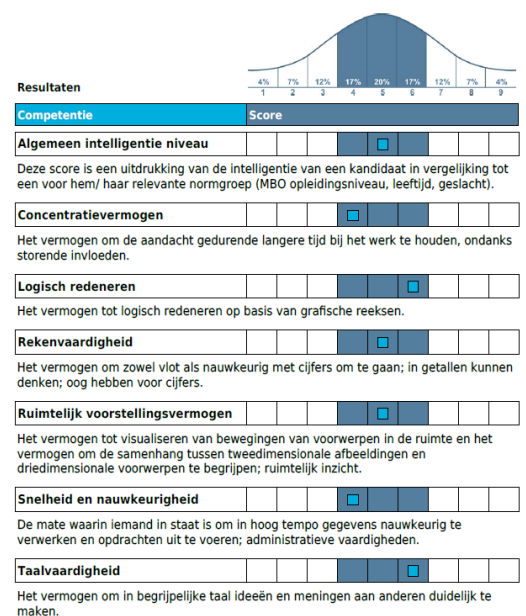 Resultaten
4% 7% 12% 17% 20% 17% 12% 7% 4%
1 2 3 4 5 6 7 8 9
Competentie Score
Algemeen intelligentie niveau
Deze score is een uitdrukking van de intelligentie van een kandidaat in vergelijking tot
een voor hem/ haar relevante normgroep (MBO opleidingsniveau, leeftijd, geslacht).
Concentratievermogen
Het vermogen om de aandacht gedurende langere tijd bij het werk te houden, ondanks
storende invloeden.
Logisch redeneren
Het vermogen tot logisch redeneren op basis van grafische reeksen.
Rekenvaardigheid
Het vermogen om zowel vlot als nauwkeurig met cijfers om te gaan; in getallen kunnen
denken; oog hebben voor cijfers.
Ruimtelijk voorstellingsvermogen
Het vermogen tot visualiseren van bewegingen van voorwerpen in de ruimte en het
vermogen om de samenhang tussen tweedimensionale afbeeldingen en
driedimensionale voorwerpen te begrijpen; ruimtelijk inzicht.
Snelheid en nauwkeurigheid
De mate waarin iemand in staat is om in hoog tempo gegevens nauwkeurig te
verwerken en opdrachten uit te voeren; administratieve vaardigheden.
Taalvaardigheid
Het vermogen om in begrijpelijke taal ideeën en meningen aan anderen duidelijk te
maken.